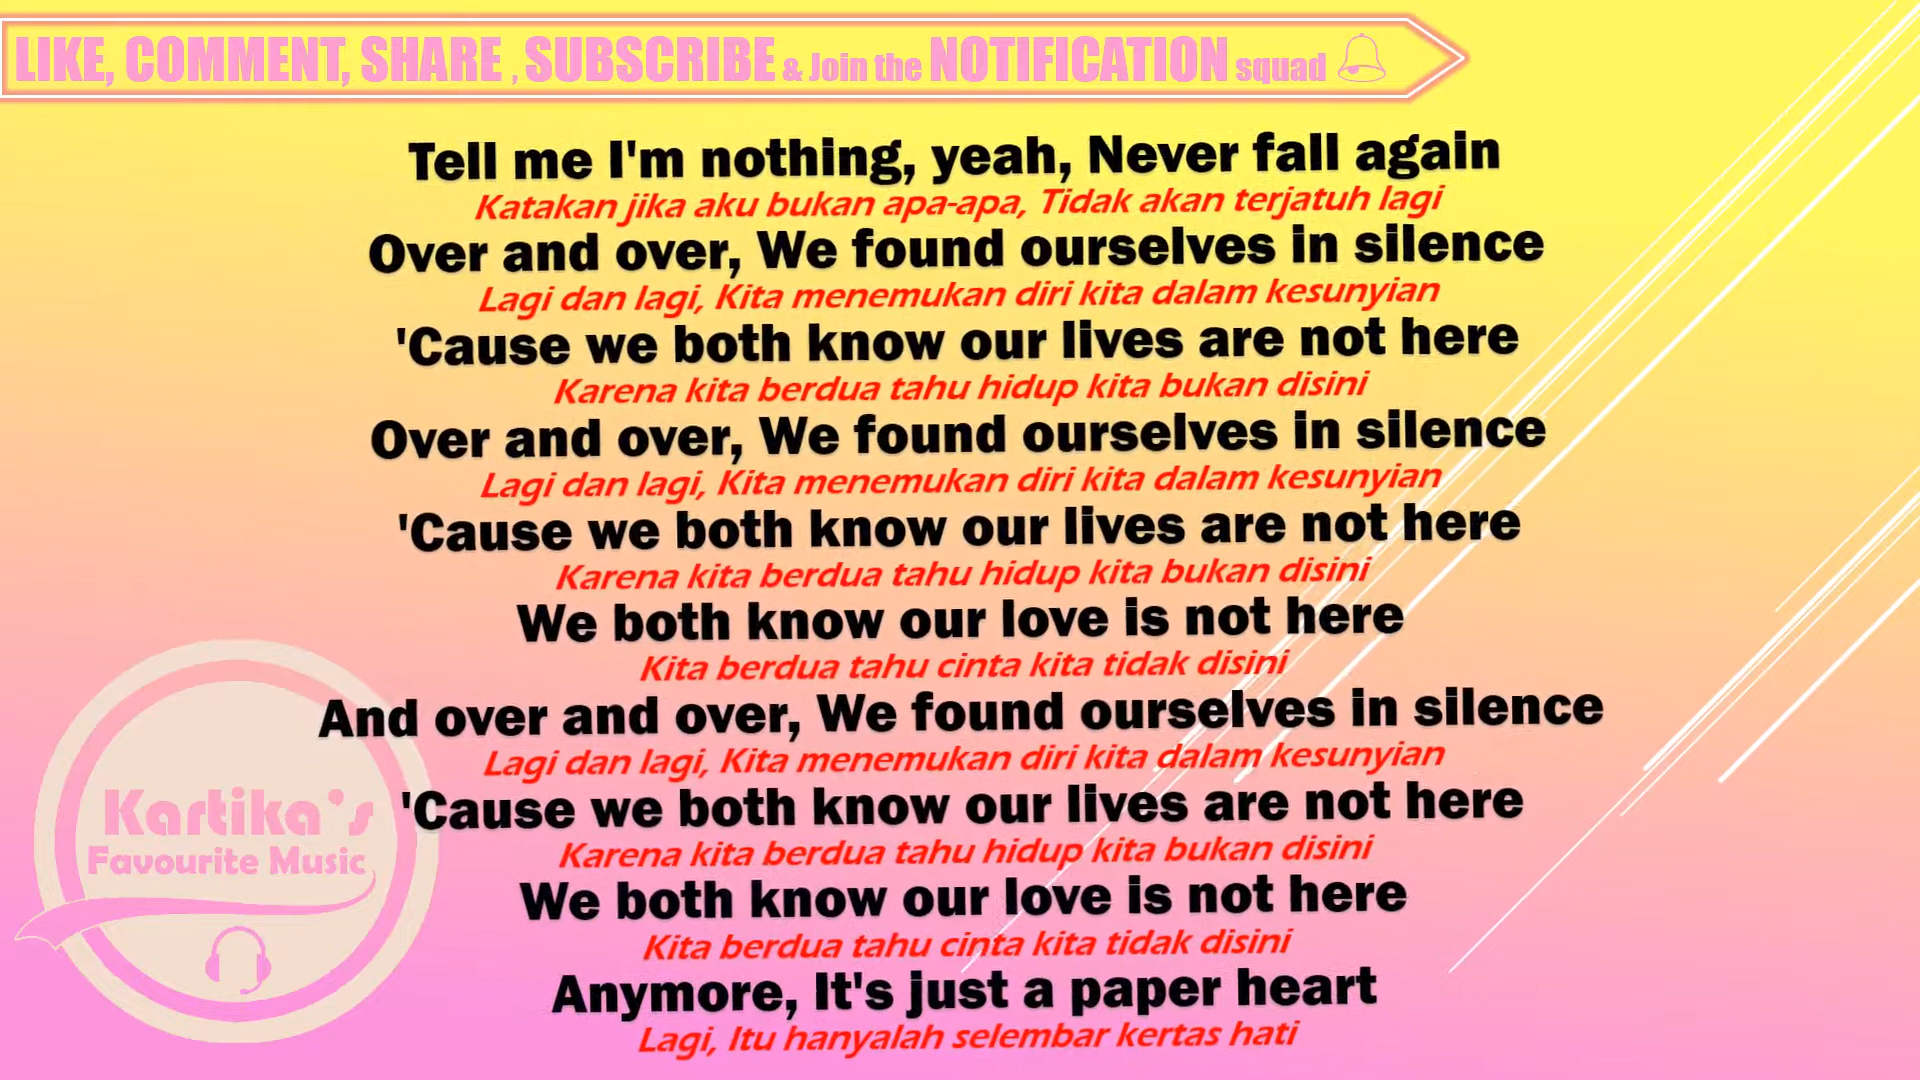 LIKE, COMMENT, SHARE , SUBSCRIBE & Join the NOTIFICATION squad
Tell me I'm nothing, yeah, Never fall again
Katakan jika aku bukan apa-apa, Tidak akan terjatuh lagi
Over and over, We found ourselves in silence
Lagi dan lagi, Kita menemukan diri kita dalam kesunyian
'Cause we both know our lives are not here
Karena kita berdua tahu hidup kita bukan disini
Over and over, We found ourselves in silence
Lagi dan lagi, Kita menemukan diri kita dalam kesunyian
'Cause we both know our lives are not here
Karena kita berdua tahu hidup kita bukan disini
We both know our love is not here
Kita berdua tahu cinta kita tidak disini
And over and over, We found ourselves in silence
Lagi dan lagi, Kita menemukan diri kita dalam kesunyian
'Cause we both know our lives are not here
Karena kita berdua tahu hidup kita bukan disini
We both know our love is not here
Kita berdua tahu cinta kita tidak disini
Anymore, It's just a paper heart
Lagi, Itu hanyalah selembar kertas hati
Kartika's
Favourite Music